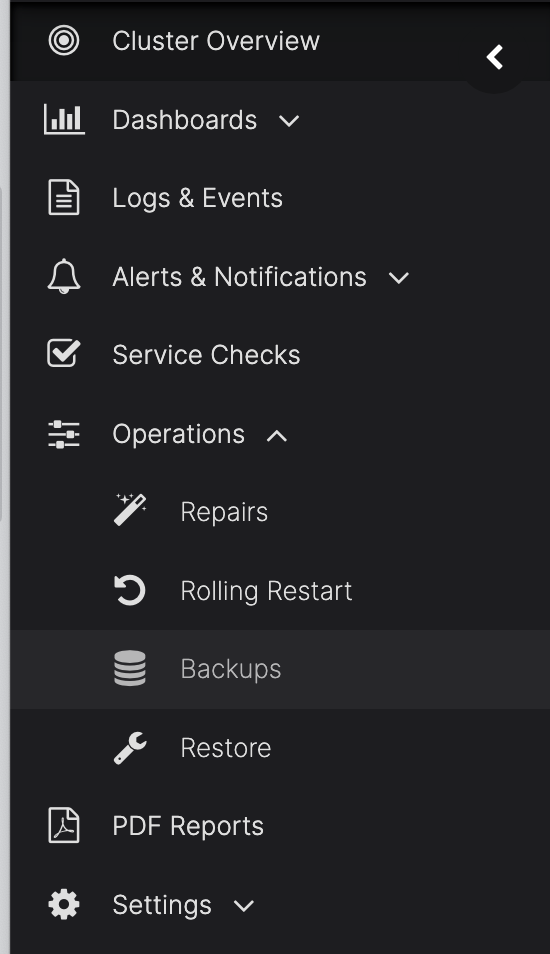 Cluster Overview
Dashboards
Logs & Events
Alerts & Notifications
Service Checks
Operations
Repairs
Rolling Restart
Backups
Restore
PDF Reports
Settings